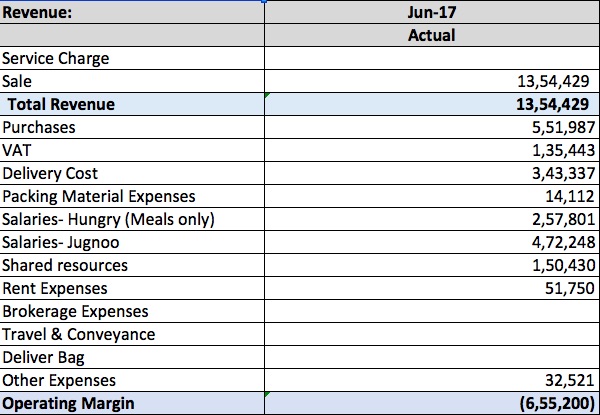 Revenue: Jun-17
Actual
Service Charge
Sale 13,54,429
Total Revenue 13,54,429
Purchases 5,51,987
VAT 1,35,443
Delivery Cost 3,43,337
Packing Material Expenses 14,112
Salaries- Hungry (Meals only) 2,57,801
Salaries- Jugnoo 4,72,248
Shared resources 1,50,430
Rent Expenses 51,750
Brokerage Expenses
Travel & Conveyance
Deliver Bag
Other Expenses 32,521
Operating Margin (6,55,200)